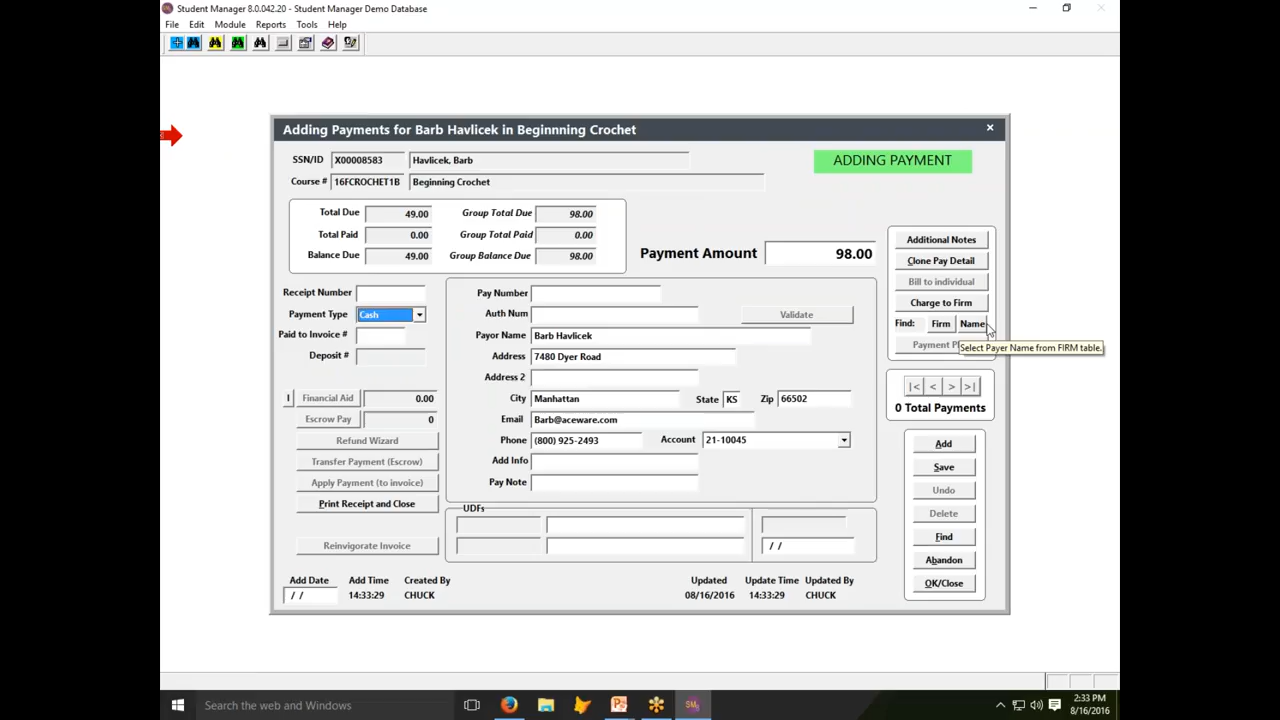 Student Manager 8.0.042.20 - Student Manager Demo Database
File Edit Module Reports Tools Help
Adding Payments for Barb Havlicek in Beginnning Crochet
SSN/ID X00008583 Havlicek, Barb
ADDING PAYMENT
Course # 16FCROCHET1B Beginning Crochet
Total Due 49.00 Group Total Due 98.00
Total Paid 0.00 Group Total Paid 0.00
Balance Due 49.00 Group Balance Due 98.00
Payment Amount 98.00
Additional Notes
Clone Pay Detail
Bill to individual
Charge to Firm
Find: Firm Name
Payment Pl
Select Payer Name from FIRM table.
Receipt Number
Payment Type Cash
Paid to Invoice #
Deposit #
Pay Number
Auth Num Validate
Payor Name Barb Havlicek
Address 7480 Dyer Road
Address 2
City Manhattan State KS Zip 66502
Email Barb@aceware.com
Phone (800) 925-2493 Account 21-10045
Add Info
Pay Note
I Financial Aid 0.00
Escrow Pay 0
Refund Wizard
Transfer Payment (Escrow)
Apply Payment (to invoice)
Print Receipt and Close
Reinvigorate Invoice
|< < > >|
0 Total Payments
Add
Save
Undo
Delete
Find
Abandon
OK/Close
UDFs
/ /
Add Date Add Time Created By Updated Update Time Updated By
/ / 14:33:29 CHUCK 08/16/2016 14:33:29 CHUCK
Search the web and Windows
2:33 PM
8/16/2016